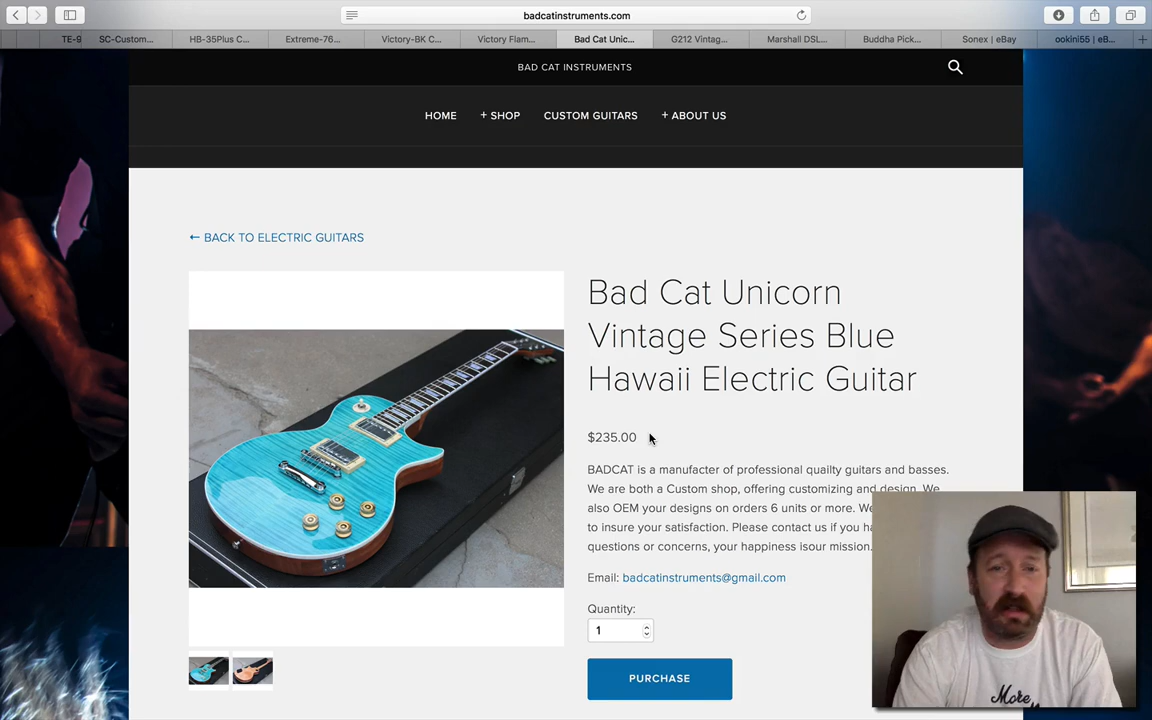 badcatinstruments.com
TE-9
SC-Custom...
HB-35Plus C...
Extreme-76...
Victory-BK C...
Victory Flam...
Bad Cat Unic...
G212 Vintag...
Marshall DSL...
Buddha Pick...
Sonex | eBay
ookini55 | eB...
BAD CAT INSTRUMENTS
HOME
+ SHOP
CUSTOM GUITARS
+ ABOUT US
← BACK TO ELECTRIC GUITARS
Bad Cat Unicorn
Vintage Series Blue
Hawaii Electric Guitar
$235.00
BADCAT is a manufacter of professional quailty guitars and basses.
We are both a Custom shop, offering customizing and design. We
also OEM your designs on orders 6 units or more. We
to insure your satisfaction. Please contact us if you ha
questions or concerns, your happiness isour mission.
Email: badcatinstruments@gmail.com
Quantity:
1
PURCHASE
More